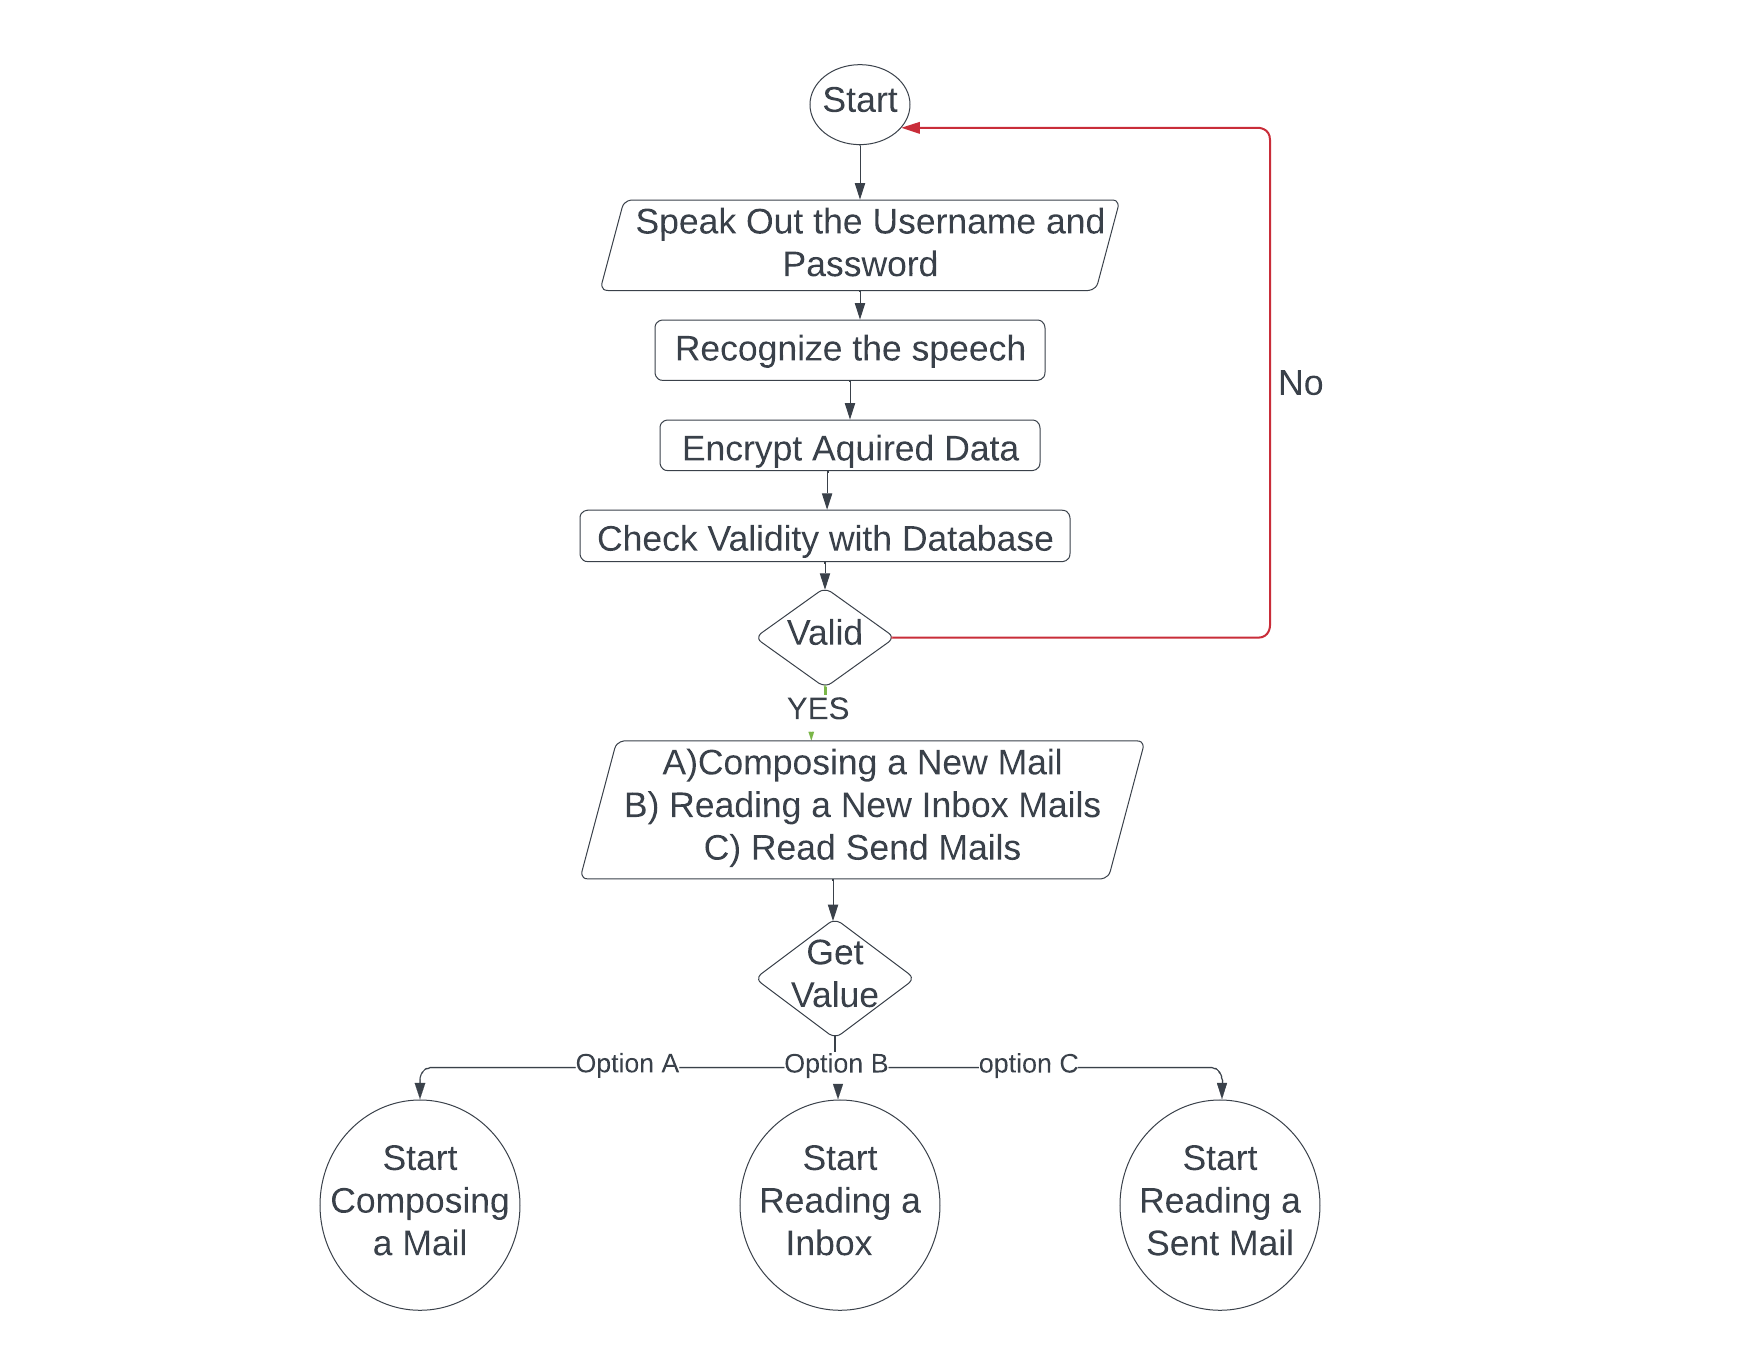 Start
Speak Out the Username and
Password
Recognize the speech
No
Encrypt Aquired Data
Check Validity with Database
Valid
YES
A)Composing a New Mail
B) Reading a New Inbox Mails
C) Read Send Mails
Get
Value
Option A
Option B
option C
Start
Composing
a Mail
Start
Reading a
Inbox
Start
Reading a
Sent Mail